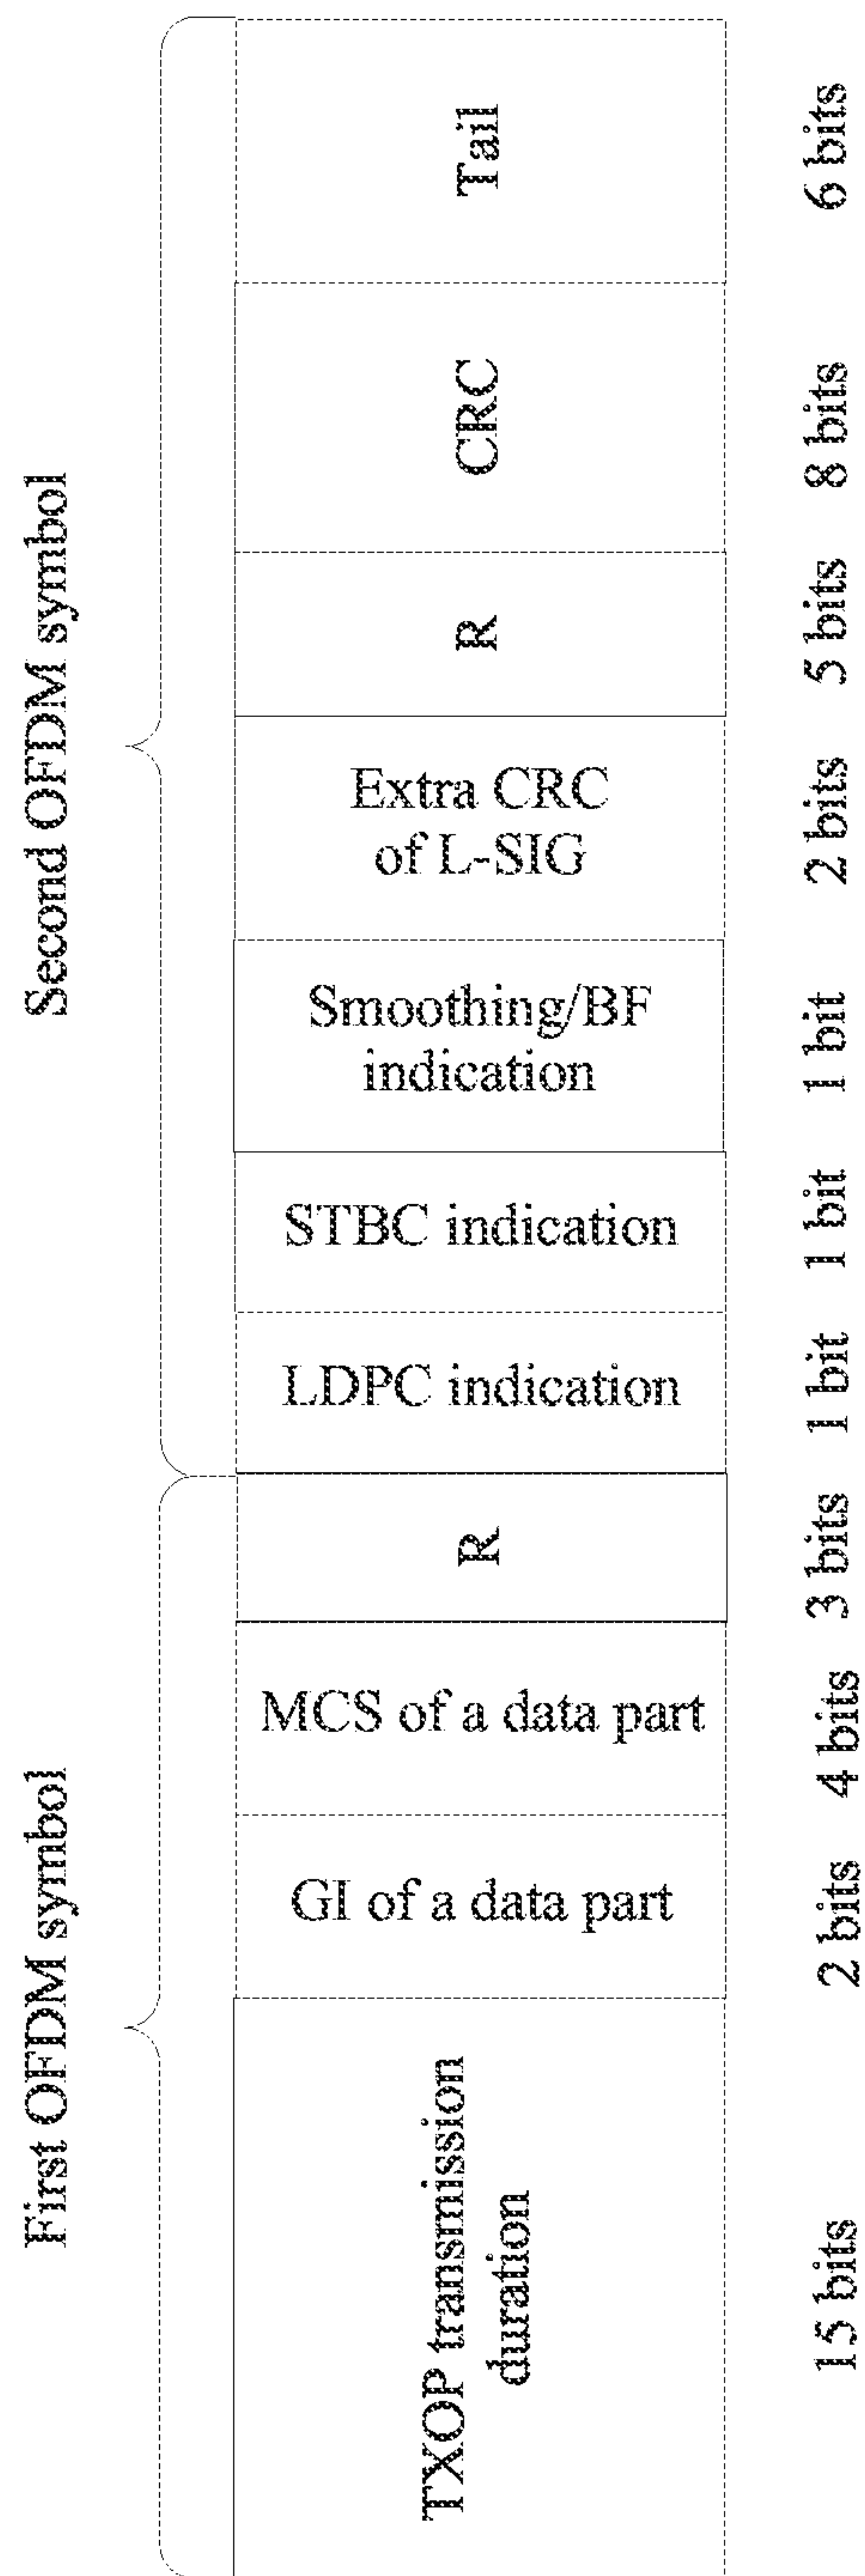 First OFDM symbol
Second OFDM symbol
TXOP transmission
duration
GI of a data part
MCS of a data part
R
LDPC indication
STBC indication
Smoothing/BF
indication
Extra CRC
of L-SIG
R
CRC
Tail
15 bits
2 bits
4 bits
3 bits
1 bit
1 bit
1 bit
2 bits
5 bits
8 bits
6 bits